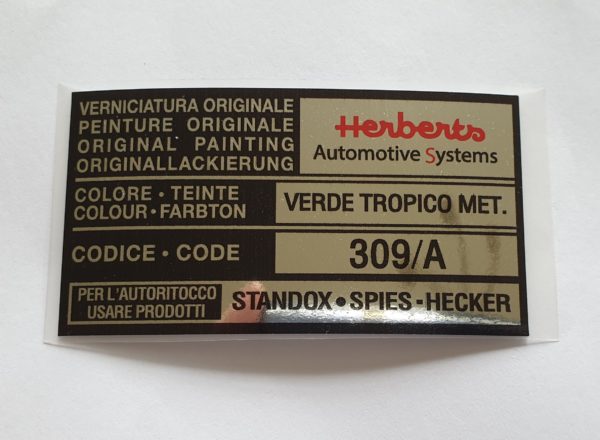 VERNICIATURA ORIGINALE
PEINTURE ORIGINALE
ORIGINAL PAINTING
ORIGINALLACKIERUNG
Herberts
Automotive Systems
COLORE • TEINTE
COLOUR • FARBTON
VERDE TROPICO MET.
CODICE • CODE
309/A
PER L'AUTORITOCCO
USARE PRODOTTI
STANDOX • SPIES - HECKER